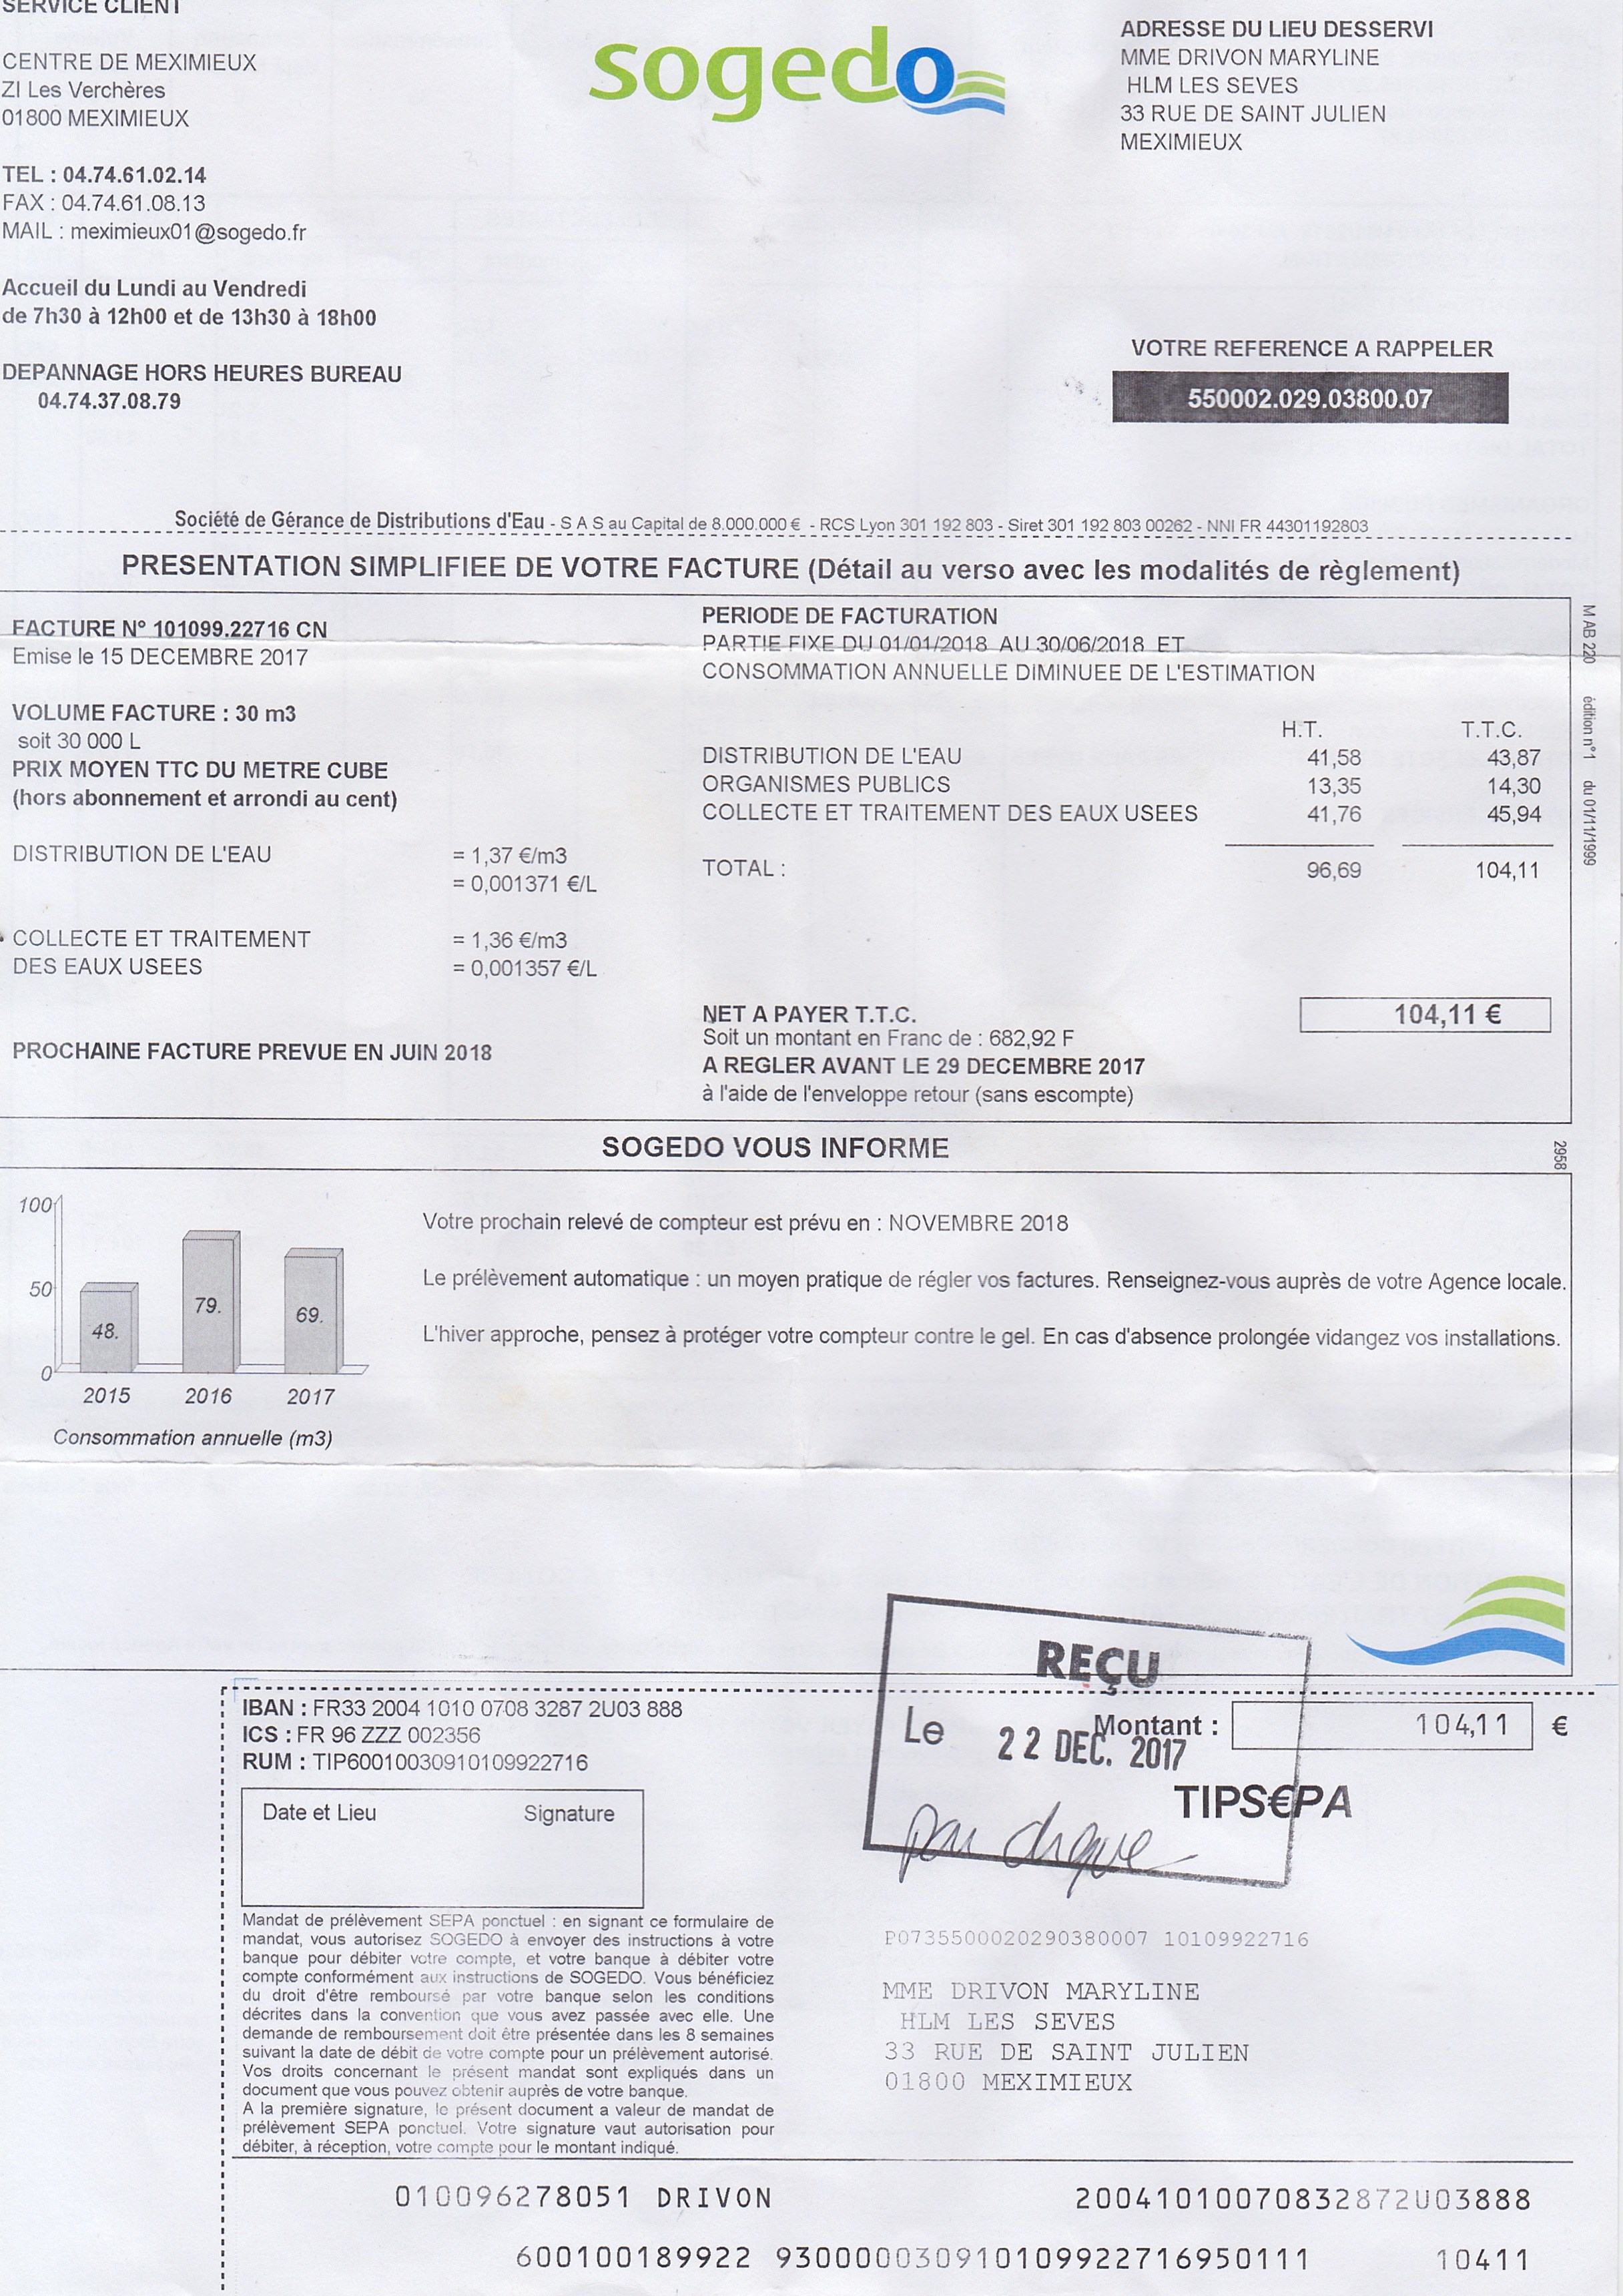 SERVICE CLIENT
CENTRE DE MEXIMIEUX
ZI Les Verchères
01800 MEXIMIEUX
TEL : 04.74.61.02.14
FAX : 04.74.61.08.13
MAIL : meximieux01@sogedo.fr
Accueil du Lundi au Vendredi
de 7h30 à 12h00 et de 13h30 à 18h00
DEPANNAGE HORS HEURES BUREAU
04.74.37.08.79
sogedo
ADRESSE DU LIEU DESSERVI
MME DRIVON MARYLINE
HLM LES SEVES
33 RUE DE SAINT JULIEN
MEXIMIEUX
VOTRE REFERENCE A RAPPELER
550002.029.03800.07
Société de Gérance de Distributions d'Eau - S A S au Capital de 8.000.000 € - RCS Lyon 301 192 803 - Siret 301 192 803 00262 - NNI FR 44301192803
PRESENTATION SIMPLIFIEE DE VOTRE FACTURE (Détail au verso avec les modalités de règlement)
FACTURE N° 101099.22716 CN
Emise le 15 DECEMBRE 2017
VOLUME FACTURE : 30 m3
soit 30 000 L
PRIX MOYEN TTC DU METRE CUBE
(hors abonnement et arrondi au cent)
DISTRIBUTION DE L'EAU = 1,37 €/m3
= 0,001371 €/L
COLLECTE ET TRAITEMENT = 1,36 €/m3
DES EAUX USEES = 0,001357 €/L
PROCHAINE FACTURE PREVUE EN JUIN 2018
PERIODE DE FACTURATION
PARTIE FIXE DU 01/01/2018 AU 30/06/2018 ET
CONSOMMATION ANNUELLE DIMINUEE DE L'ESTIMATION
H.T. T.T.C.
DISTRIBUTION DE L'EAU 41,58 43,87
ORGANISMES PUBLICS 13,35 14,30
COLLECTE ET TRAITEMENT DES EAUX USEES 41,76 45,94
TOTAL : 96,69 104,11
NET A PAYER T.T.C. 104,11 €
Soit un montant en Franc de : 682,92 F
A REGLER AVANT LE 29 DECEMBRE 2017
à l'aide de l'enveloppe retour (sans escompte)
M AB 220 édition n°1 du 01/11/1999
SOGEDO VOUS INFORME
2958
100
50
0
48. 79. 69.
2015 2016 2017
Consommation annuelle (m3)
Votre prochain relevé de compteur est prévu en : NOVEMBRE 2018
Le prélèvement automatique : un moyen pratique de régler vos factures. Renseignez-vous auprès de votre Agence locale.
L'hiver approche, pensez à protéger votre compteur contre le gel. En cas d'absence prolongée vidangez vos installations.
IBAN : FR33 2004 1010 0708 3287 2U03 888
ICS : FR 96 ZZZ 002356
RUM : TIP60010030910109922716
Date et Lieu Signature
REÇU
Le 22 DEC. 2017
par chèque
Montant : 104,11 €
TIPS€PA
Mandat de prélèvement SEPA ponctuel : en signant ce formulaire de
mandat, vous autorisez SOGEDO à envoyer des instructions à votre
banque pour débiter votre compte, et votre banque à débiter votre
compte conformément aux instructions de SOGEDO. Vous bénéficiez
du droit d'être remboursé par votre banque selon les conditions
décrites dans la convention que vous avez passée avec elle. Une
demande de remboursement doit être présentée dans les 8 semaines
suivant la date de débit de votre compte pour un prélèvement autorisé.
Vos droits concernant le présent mandat sont expliqués dans un
document que vous pouvez obtenir auprès de votre banque.
A la première signature, le présent document a valeur de mandat de
prélèvement SEPA ponctuel. Votre signature vaut autorisation pour
débiter, à réception, votre compte pour le montant indiqué.
P0735500020290380007 10109922716
MME DRIVON MARYLINE
HLM LES SEVES
33 RUE DE SAINT JULIEN
01800 MEXIMIEUX
010096278051 DRIVON 20041010070832872U03888
600100189922 930000030910109922716950111 10411